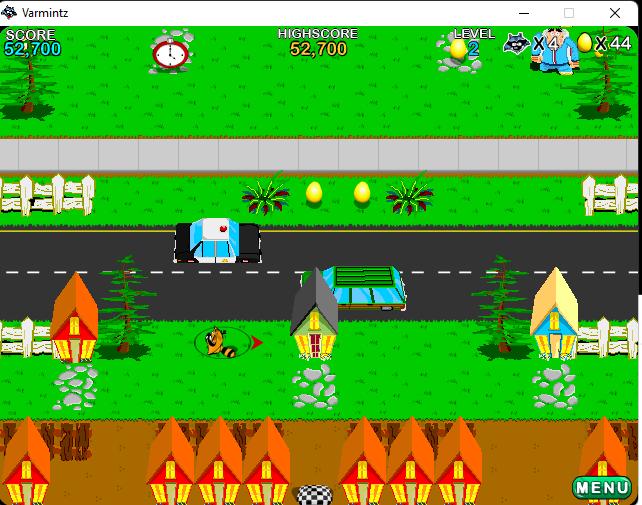 Varmintz
SCORE
52,700
HIGHSCORE
52,700
LEVEL
2
X4
X44
MENU